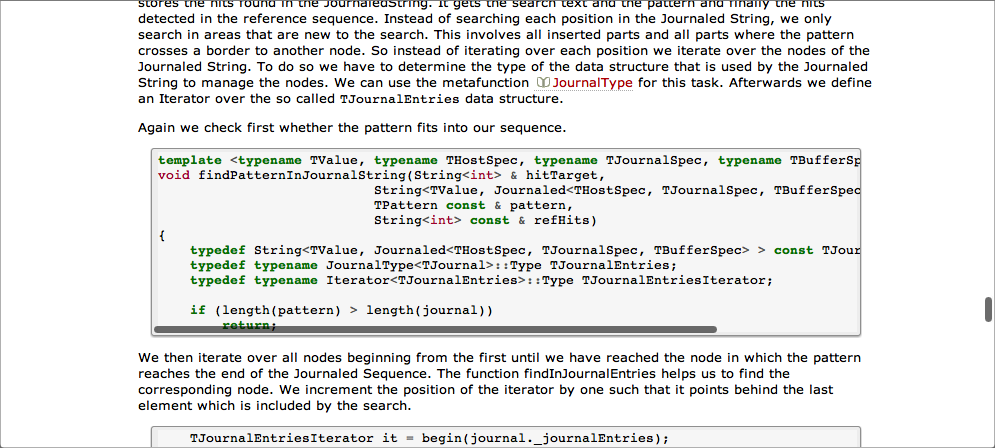 stores the hits found in the JournaledString. It gets the search text and the pattern and finally the hits
detected in the reference sequence. Instead of searching each position in the Journaled String, we only
search in areas that are new to the search. This involves all inserted parts and all parts where the pattern
crosses a border to another node. So instead of iterating over each position we iterate over the nodes of the
Journaled String. To do so we have to determine the type of the data structure that is used by the Journaled
String to manage the nodes. We can use the metafunction JournalType for this task. Afterwards we define
an Iterator over the so called TJournalEntries data structure.
Again we check first whether the pattern fits into our sequence.
template <typename TValue, typename THostSpec, typename TJournalSpec, typename TBufferSp
void findPatternInJournalString(String<int> & hitTarget,
String<TValue, Journaled<THostSpec, TJournalSpec, TBufferSpec
TPattern const & pattern,
String<int> const & refHits)
{
typedef String<TValue, Journaled<THostSpec, TJournalSpec, TBufferSpec> > const TJour
typedef typename JournalType<TJournal>::Type TJournalEntries;
typedef typename Iterator<TJournalEntries>::Type TJournalEntriesIterator;
if (length(pattern) > length(journal))
return;
We then iterate over all nodes beginning from the first until we have reached the node in which the pattern
reaches the end of the Journaled Sequence. The function findInJournalEntries helps us to find the
corresponding node. We increment the position of the iterator by one such that it points behind the last
element which is included by the search.
TJournalEntriesIterator it = begin(journal._journalEntries);